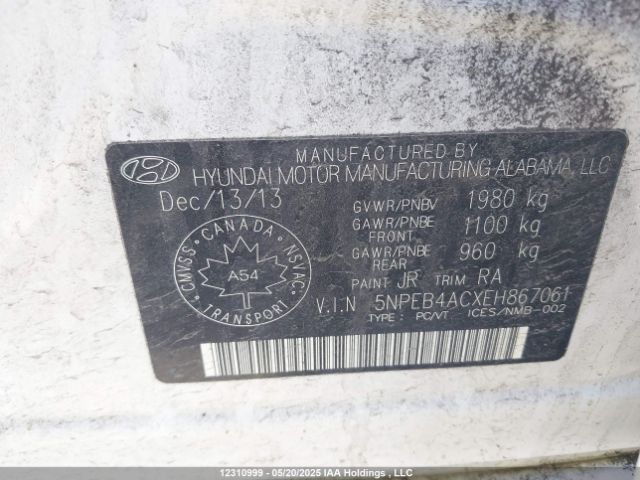 MANUFACTURED BY
HYUNDAI MOTOR MANUFACTURING ALABAMA, LLC
Dec/13/13
GVWR/PNBV 1980 kg
GAWR/PNBE FRONT 1100 kg
GAWR/PNBE REAR 960 kg
PAINT JR TRIM RA
V.I.N 5NPEB4ACXEH867061
TYPE : PC/VT ICES/NMB-002
CANADA
CMVSS NSVAC
A54
TRANSPORT
12310999 — 05/20/2025 IAA Holdings , LLC